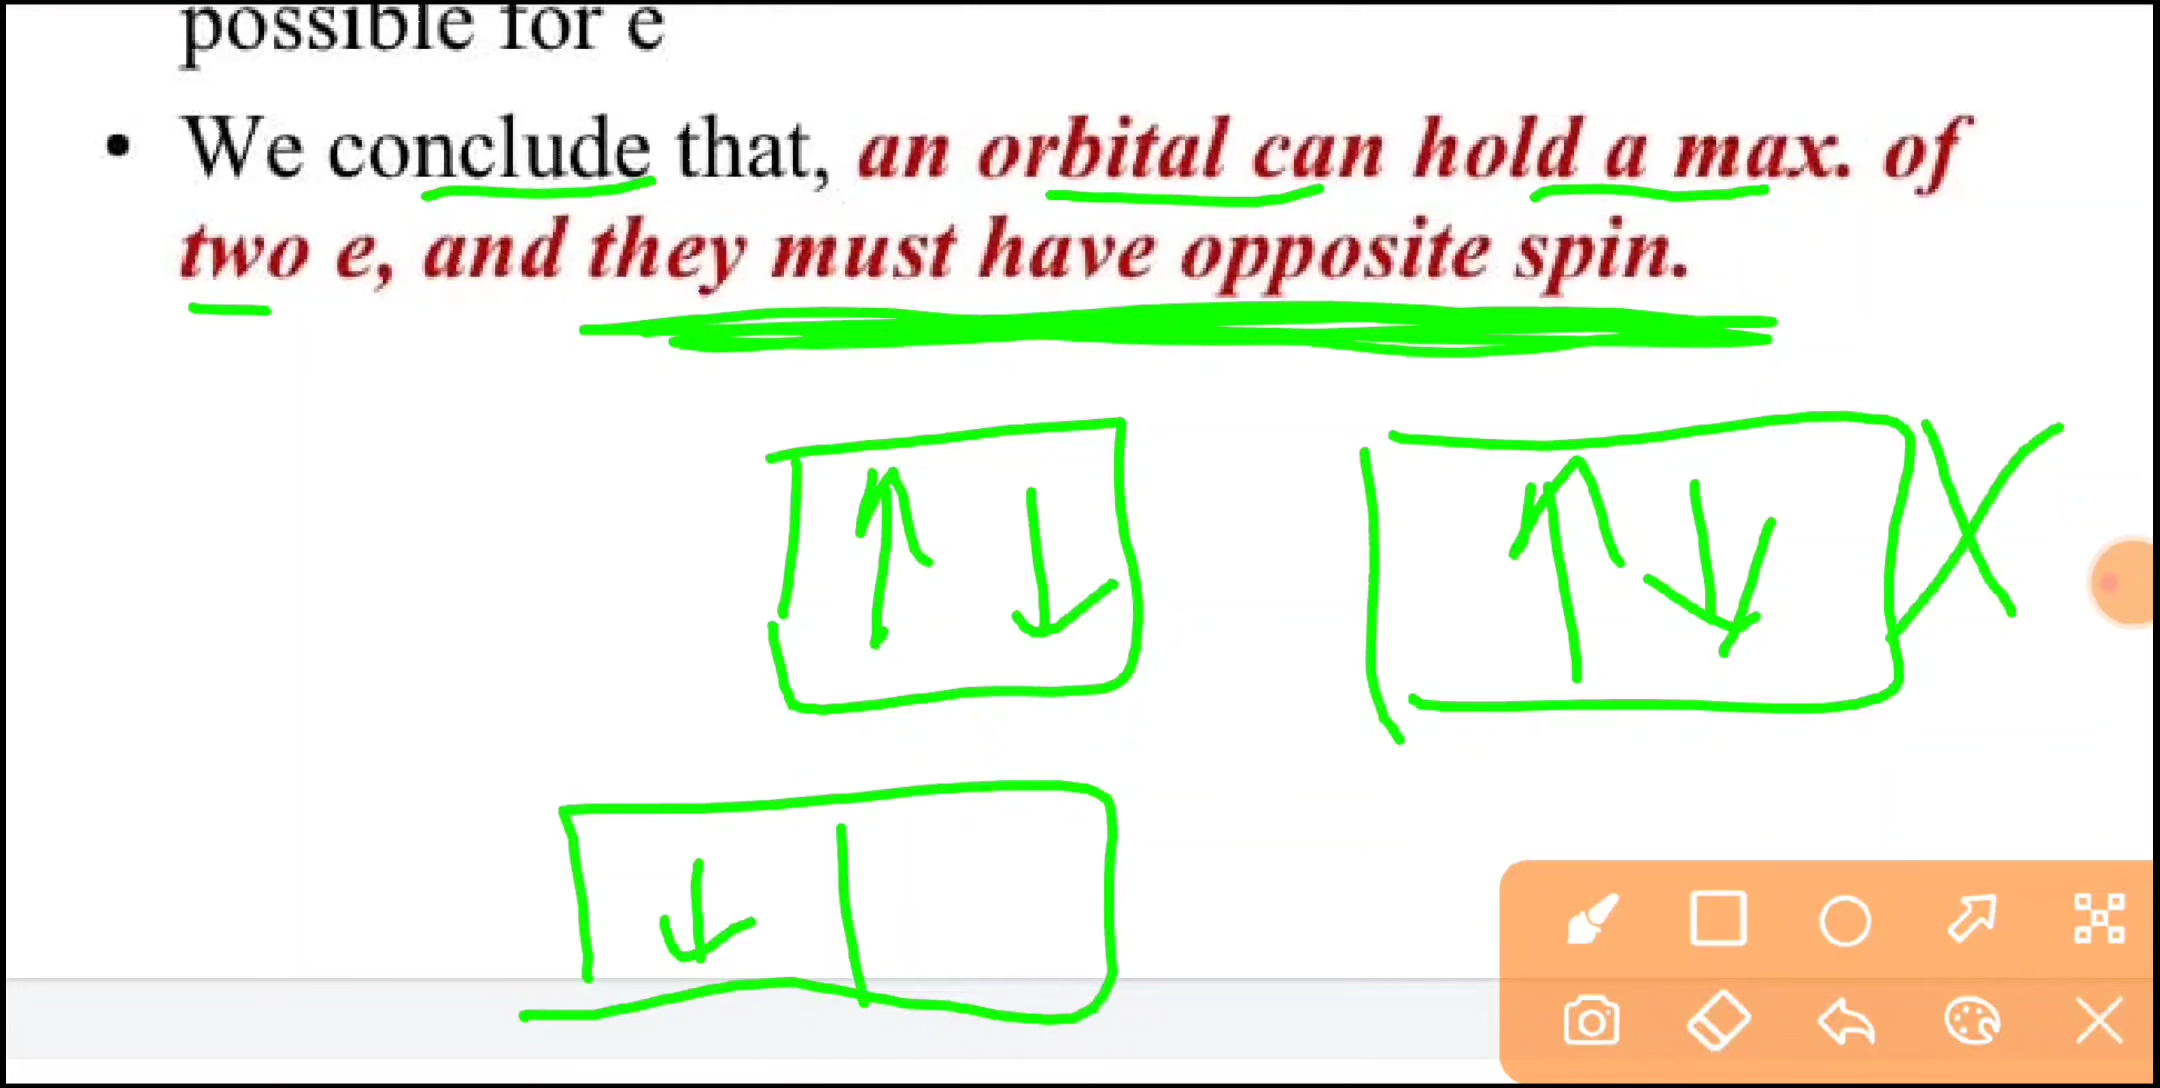 possible for e
• We conclude that, an orbital can hold a max. of
two e, and they must have opposite spin.